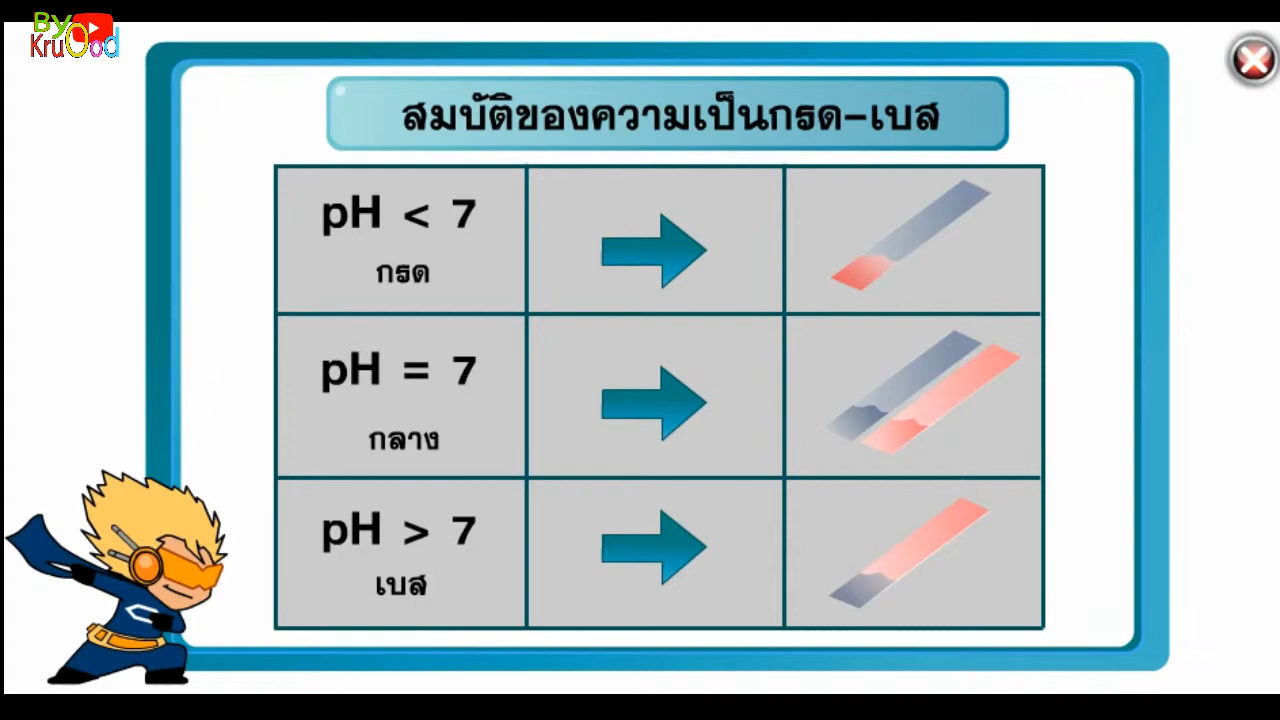 By
KruOod
สมบัติของความเป็นกรด-เบส
pH < 7
กรด
pH = 7
กลาง
pH > 7
เบส